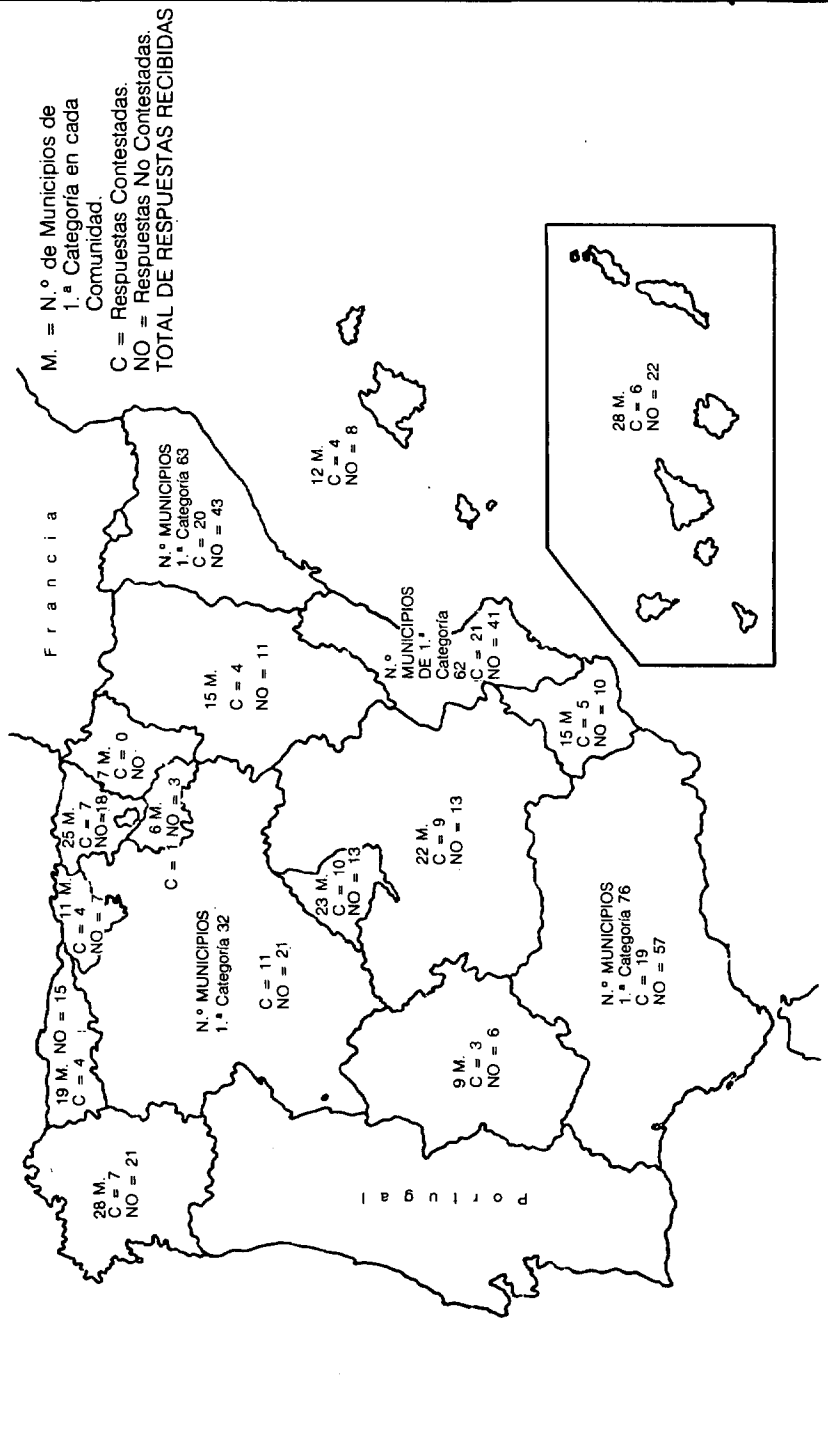 M. = N.º de Municipios de
1.ª Categoría en cada
Comunidad.
C = Respuestas Contestadas.
NO = Respuestas No Contestadas.
TOTAL DE RESPUESTAS RECIBIDAS
F r a n c i a
28 M.
C = 7
NO = 21
19 M. NO = 15
C = 4
11 M.
C = 4
NO = 7
25 M.
C = 7
NO=18
7 M.
C = 0
NO
6 M.
C = 1 NO = 3
15 M.
C = 4
NO = 11
N.º MUNICIPIOS
1.ª Categoría 63
C = 20
NO = 43
N.º MUNICIPIOS
1.ª Categoría 32
C = 11
NO = 21
23 M.
C = 10
NO = 13
22 M.
C = 9
NO = 13
N.º
MUNICIPIOS
DE 1.ª
Categoría
62
C = 21
NO = 41
12 M.
C = 4
NO = 8
9 M.
C = 3
NO = 6
15 M
C = 5
NO = 10
N.º MUNICIPIOS
1.ª Categoría 76
C = 19
NO = 57
28 M.
C = 6
NO = 22
P o r t u g a l